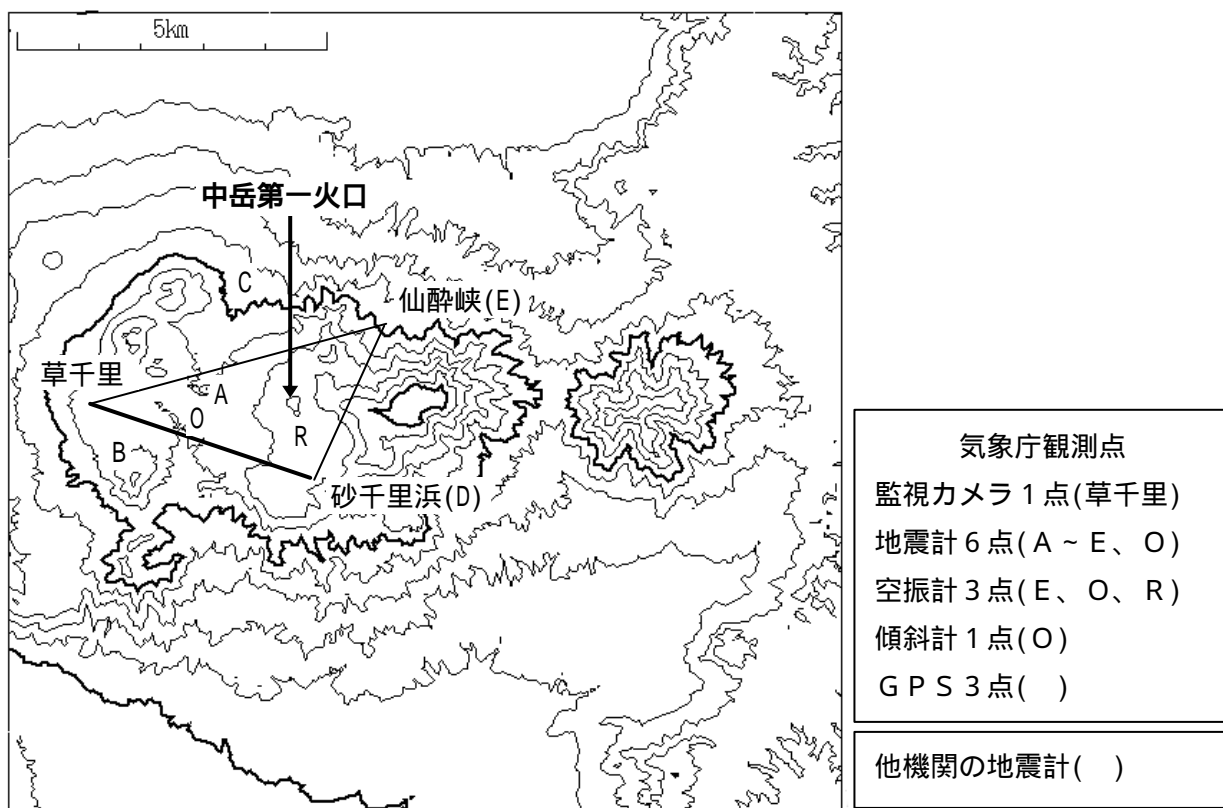 5km
中岳第一火口
C
仙酔峡(E)
草千里
A
O
R
B
砂千里浜(D)
気象庁観測点
監視カメラ1点(草千里)
地震計6点(A~E、O)
空振計3点(E、O、R)
傾斜計1点(O)
GPS3点( )
他機関の地震計( )